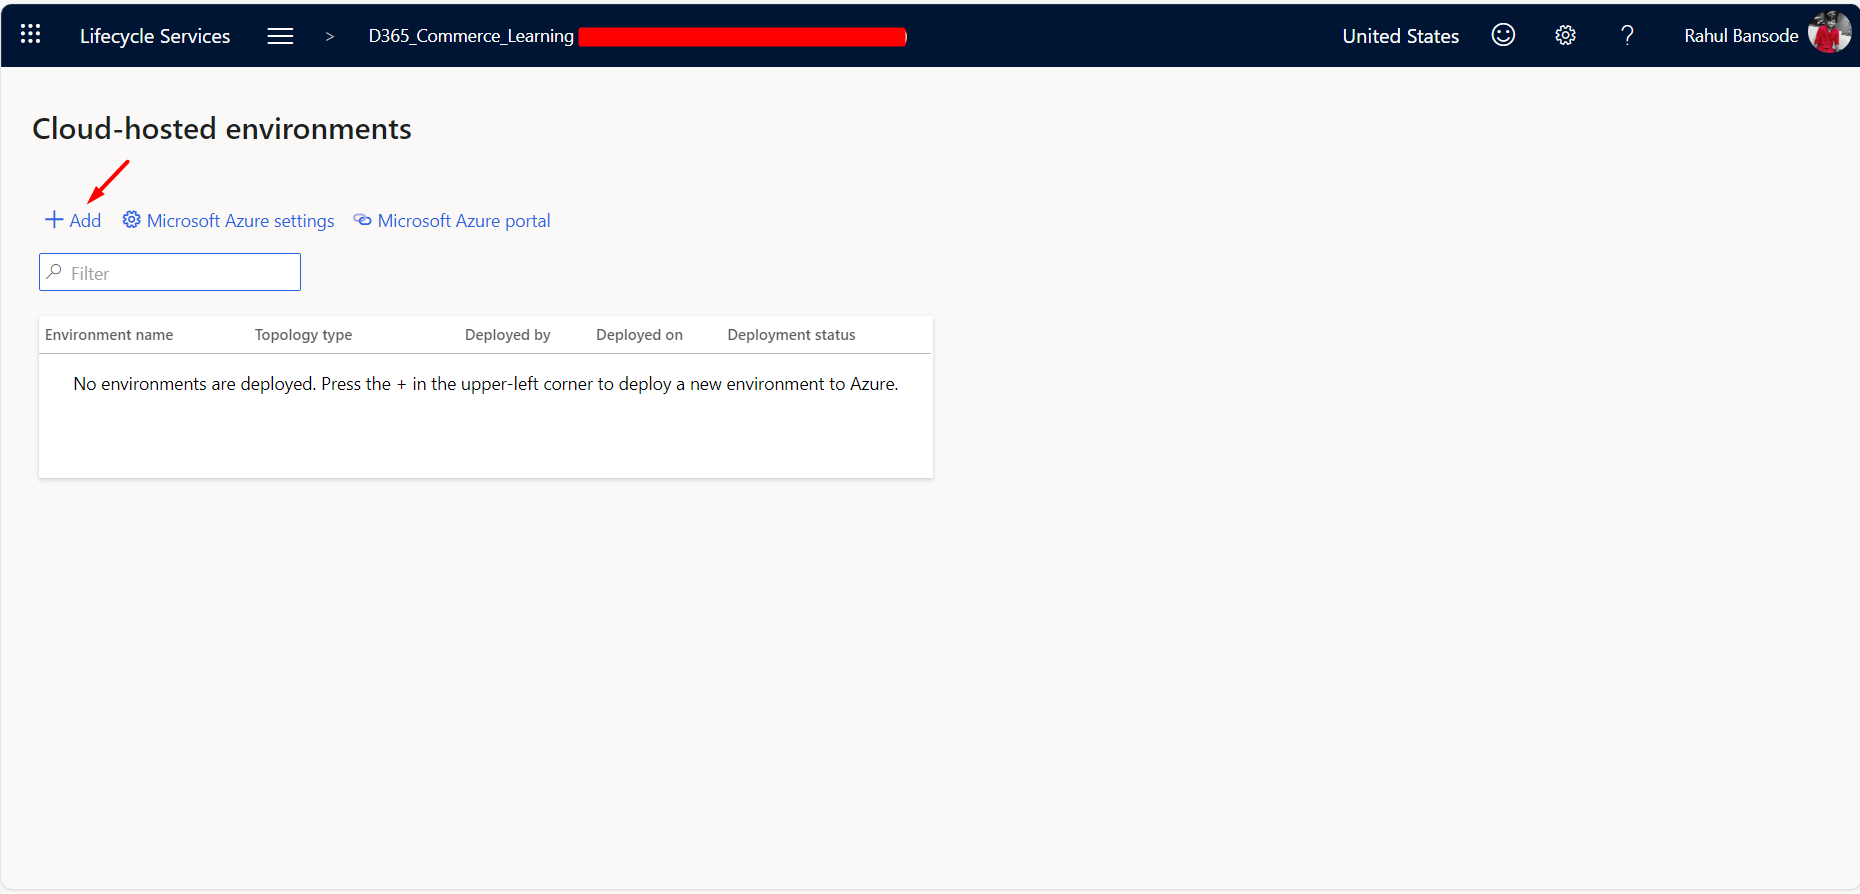 Lifecycle Services > D365_Commerce_Learning United States ? Rahul Bansode
Cloud-hosted environments
+ Add Microsoft Azure settings Microsoft Azure portal
Filter
Environment name Topology type Deployed by Deployed on Deployment status
No environments are deployed. Press the + in the upper-left corner to deploy a new environment to Azure.